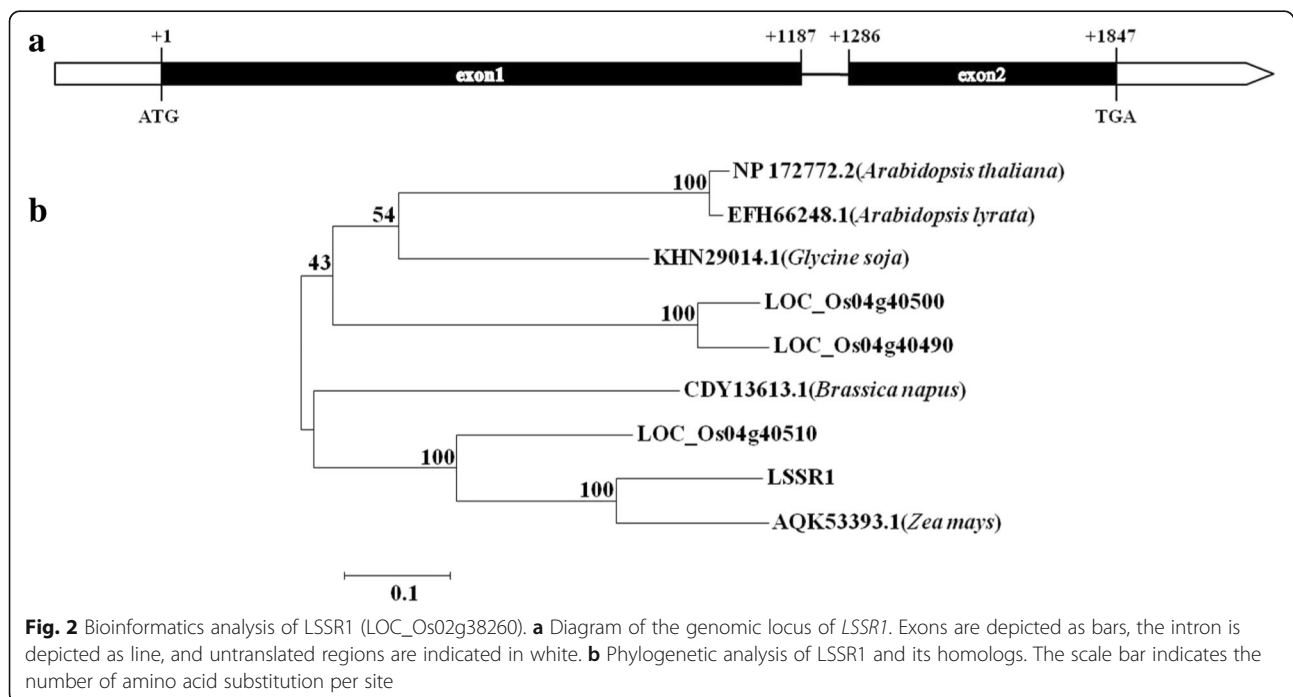 a
+1 +1187 +1286 +1847
exon1 exon2
ATG TGA
b
NP 172772.2(Arabidopsis thaliana)
100
EFH66248.1(Arabidopsis lyrata)
54
KHN29014.1(Glycine soja)
43
LOC_Os04g40500
100
LOC_Os04g40490
CDY13613.1(Brassica napus)
LOC_Os04g40510
100
LSSR1
100
AQK53393.1(Zea mays)
0.1
Fig. 2 Bioinformatics analysis of LSSR1 (LOC_Os02g38260). a Diagram of the genomic locus of LSSR1. Exons are depicted as bars, the intron is
depicted as line, and untranslated regions are indicated in white. b Phylogenetic analysis of LSSR1 and its homologs. The scale bar indicates the
number of amino acid substitution per site